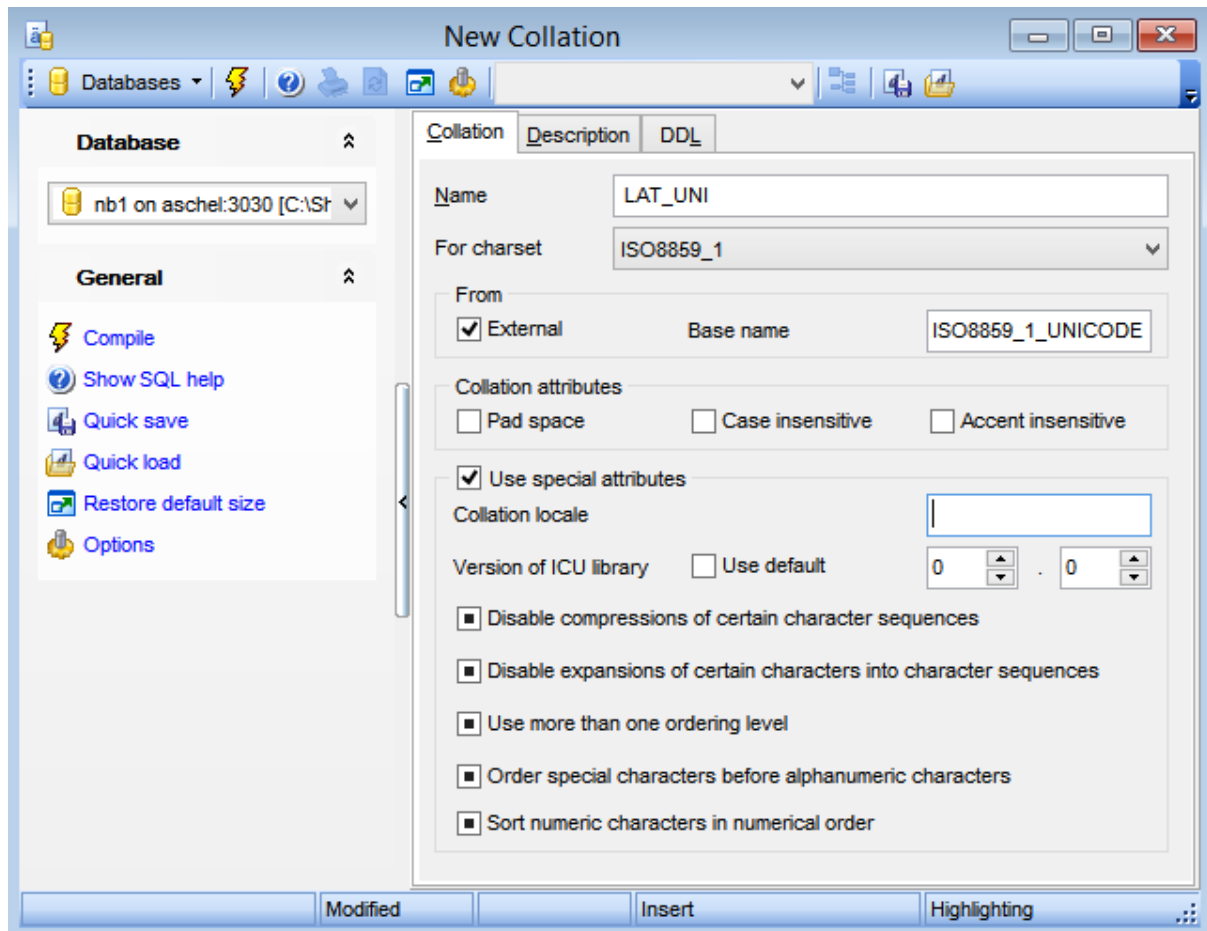 New Collation
Databases
Database
nb1 on aschel:3030 [C:\Sh
General
Compile
Show SQL help
Quick save
Quick load
Restore default size
Options
Collation Description DDL
Name LAT_UNI
For charset ISO8859_1
From
External Base name ISO8859_1_UNICODE
Collation attributes
Pad space Case insensitive Accent insensitive
Use special attributes
Collation locale
Version of ICU library Use default 0 . 0
Disable compressions of certain character sequences
Disable expansions of certain characters into character sequences
Use more than one ordering level
Order special characters before alphanumeric characters
Sort numeric characters in numerical order
Modified Insert Highlighting